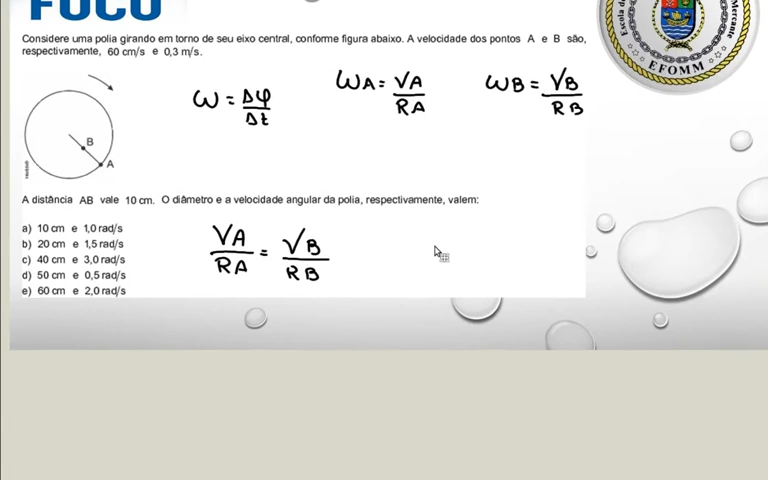 FOCO
Escola de
Mercante
EFOMM
Considere uma polia girando em torno de seu eixo central, conforme figura abaixo. A velocidade dos pontos A e B são,
respectivamente, 60 cm/s e 0,3 m/s.
ω = Δφ
Δt
ωA = VA
RA
ωB = VB
RB
B
A
A distância AB vale 10 cm. O diâmetro e a velocidade angular da polia, respectivamente, valem:
a) 10 cm e 1,0 rad/s
b) 20 cm e 1,5 rad/s
c) 40 cm e 3,0 rad/s
d) 50 cm e 0,5 rad/s
e) 60 cm e 2,0 rad/s
VA = VB
RA RB